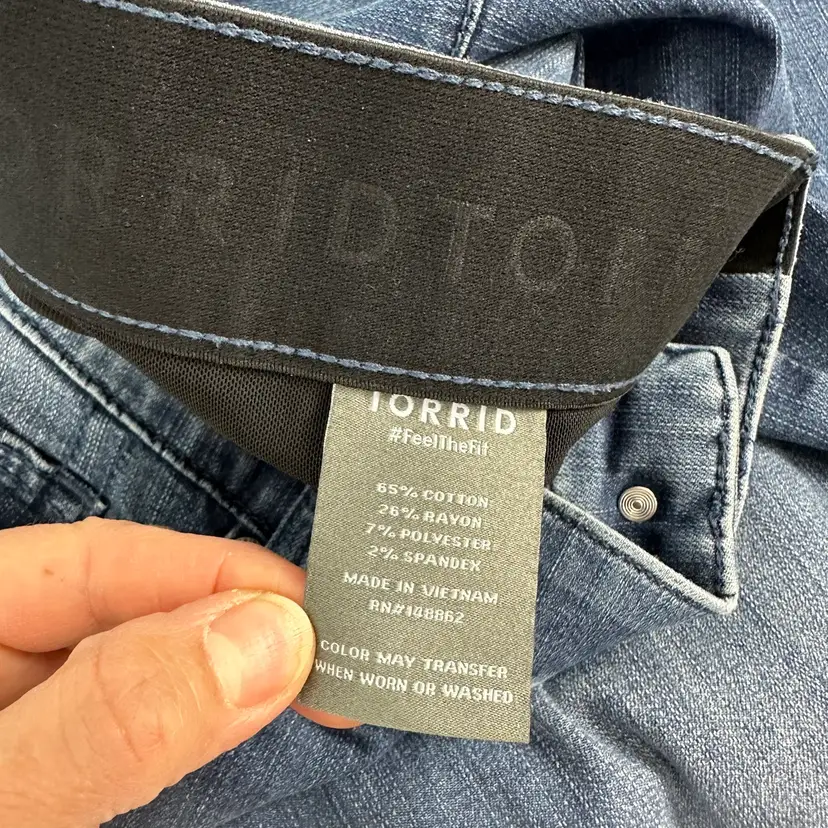 RRIDTOR
TORRID
#FeelTheFit
65% COTTON
26% RAYON
7% POLYESTER
2% SPANDEX
MADE IN VIETNAM
RN#148862
COLOR MAY TRANSFER
WHEN WORN OR WASHED